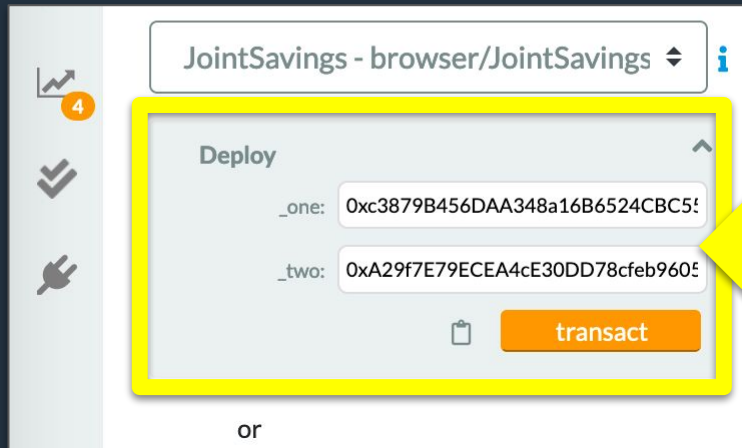 JointSavings - browser/JointSavings
4
Deploy
_one: 0xc3879B456DAA348a16B6524CBC55
_two: 0xA29f7E79ECEA4cE30DD78cfeb9605
transact
or